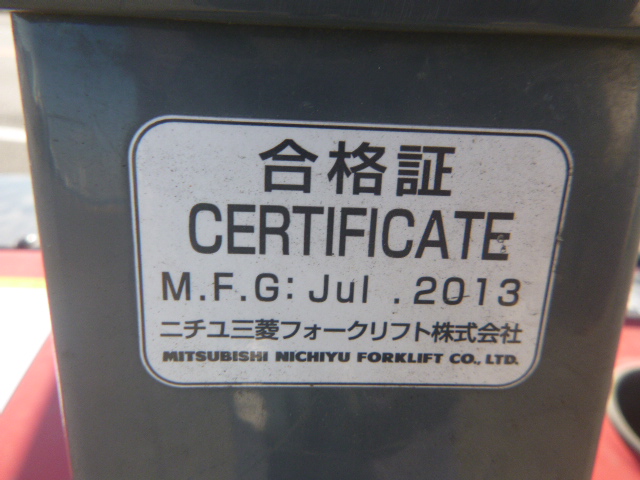 合格証
CERTIFICATE
M.F.G: Jul . 2013
ニチユ三菱フォークリフト株式会社
MITSUBISHI NICHIYU FORKLIFT CO., LTD.